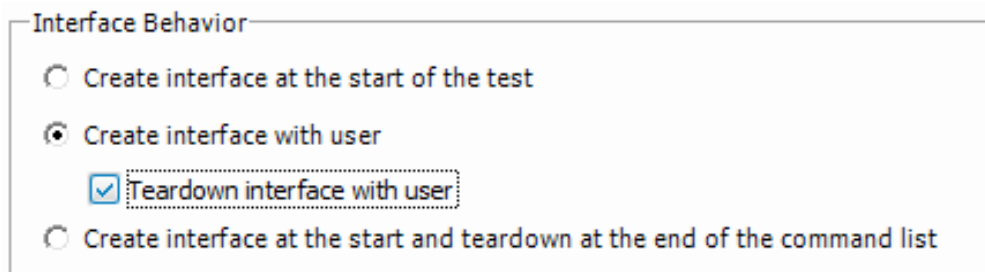 Interface Behavior
Create interface at the start of the test
Create interface with user
Teardown interface with user
Create interface at the start and teardown at the end of the command list